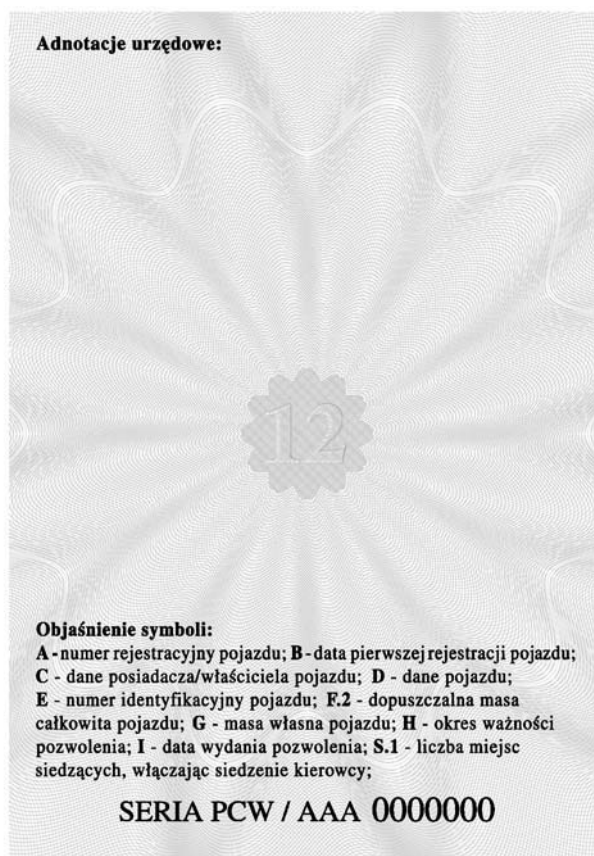 Adnotacje urzędowe:
12
Objaśnienie symboli:
A - numer rejestracyjny pojazdu; B - data pierwszej rejestracji pojazdu;
C - dane posiadacza/właściciela pojazdu; D - dane pojazdu;
E - numer identyfikacyjny pojazdu; F.2 - dopuszczalna masa
całkowita pojazdu; G - masa własna pojazdu; H - okres ważności
pozwolenia; I - data wydania pozwolenia; S.1 - liczba miejsc
siedzących, włączając siedzenie kierowcy;
SERIA PCW / AAA 0000000